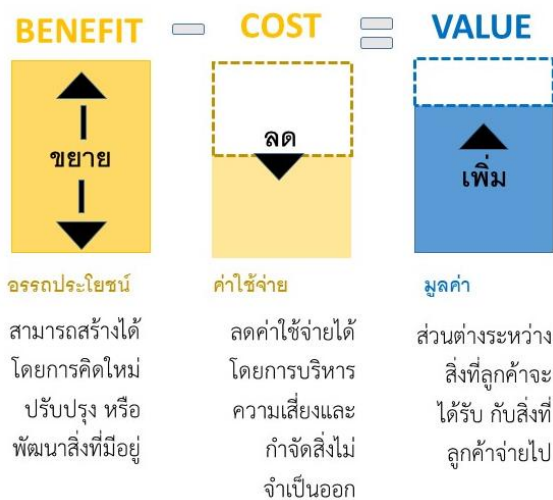 BENEFIT COST VALUE
ขยาย
ลด
เพิ่ม
อรรถประโยชน์
สามารถสร้างได้
โดยการคิดใหม่
ปรับปรุง หรือ
พัฒนาสิ่งที่มีอยู่
ค่าใช้จ่าย
ลดค่าใช้จ่ายได้
โดยการบริหาร
ความเสี่ยงและ
กำจัดสิ่งไม่
จำเป็นออก
มูลค่า
ส่วนต่างระหว่าง
สิ่งที่ลูกค้าจะ
ได้รับ กับสิ่งที่
ลูกค้าจ่ายไป